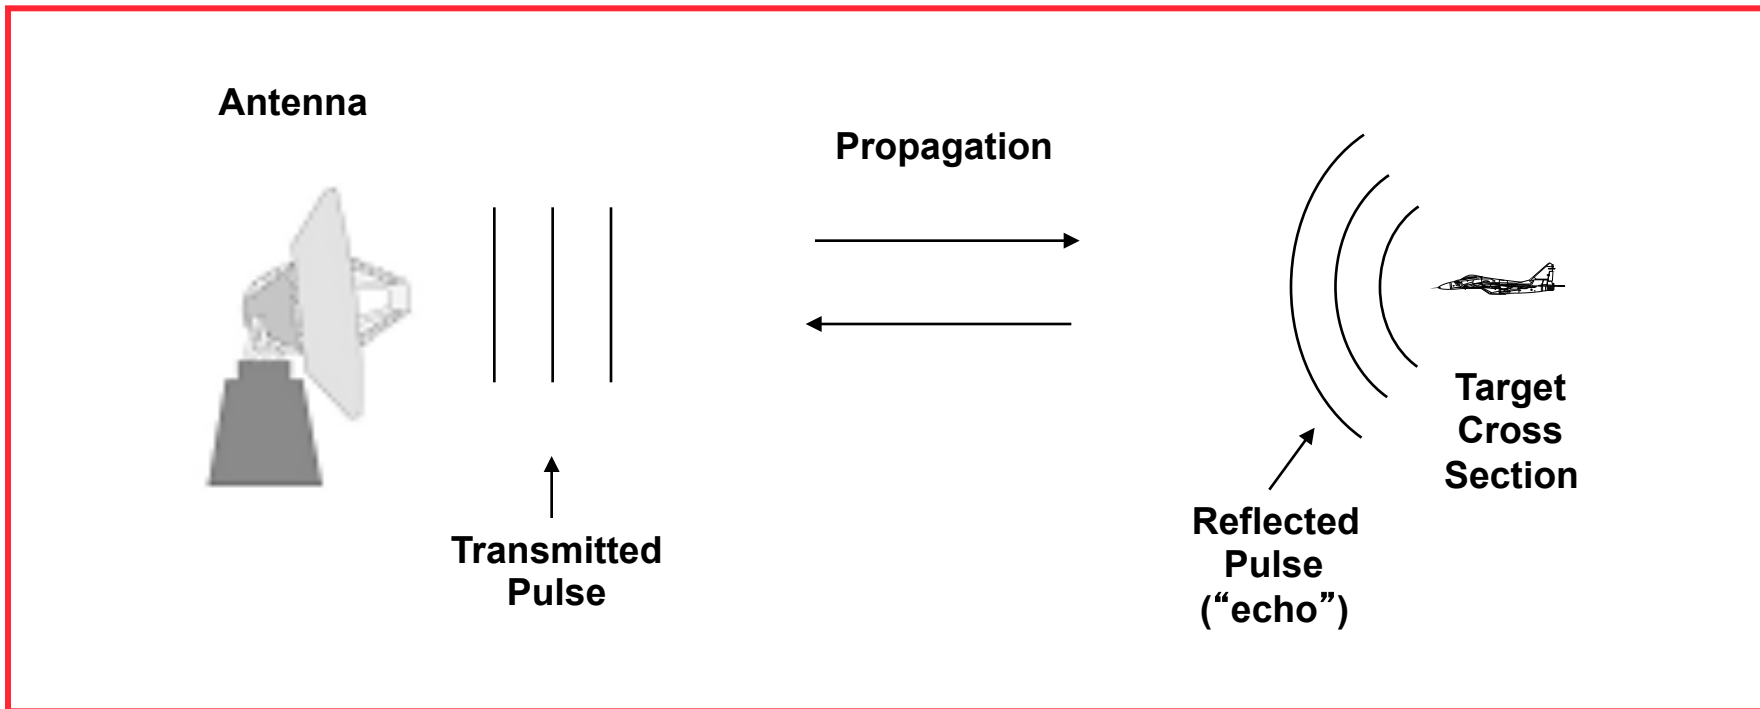 Antenna
Propagation
Transmitted
Pulse
Reflected
Pulse
(“echo”)
Target
Cross
Section